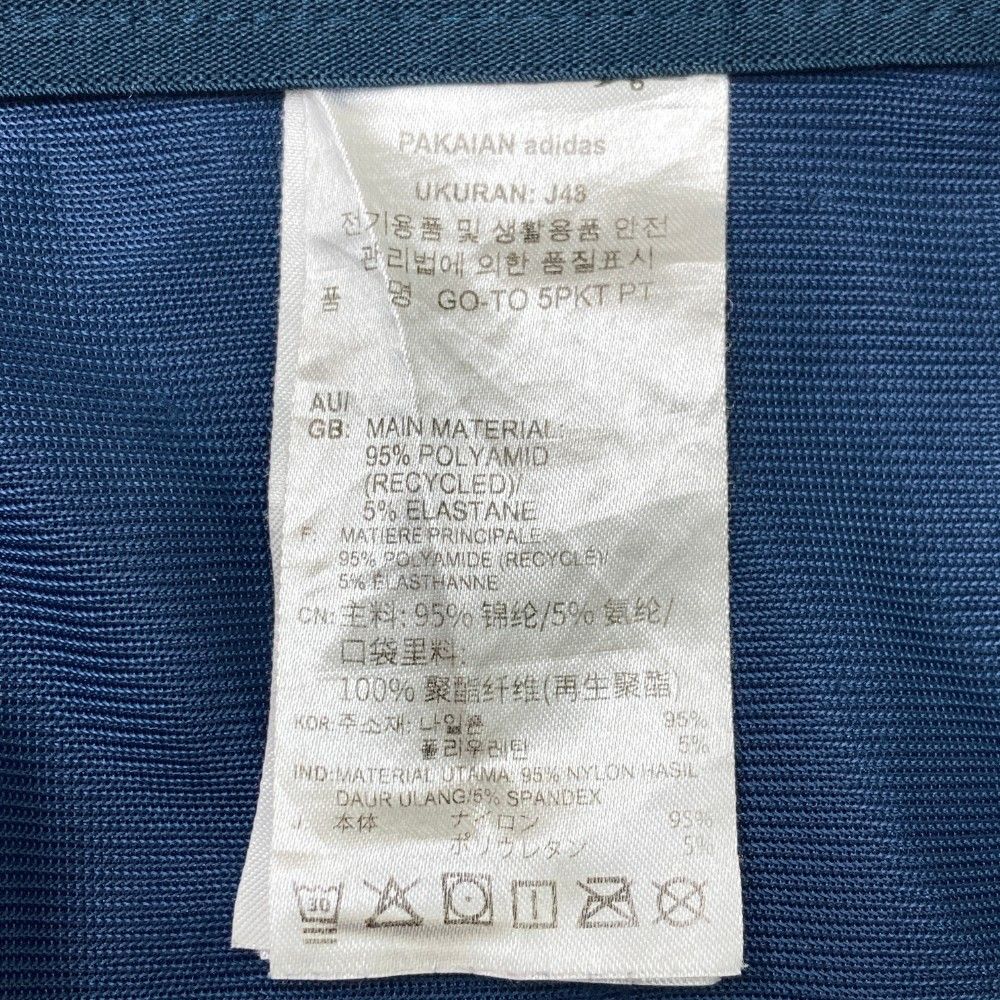 PAKAIAN adidas
UKURAN: J48
전기용품 및 생활용품 안전
관리법에 의한 품질표시
품 명 GO-TO 5PKT PT
AU/
GB: MAIN MATERIAL:
95% POLYAMID
(RECYCLED)/
5% ELASTANE
F MATIERE PRINCIPALE
95% POLYAMIDE (RECYCLÉ)/
5% ÉLASTHANNE
CN: 主料: 95% 锦纶/5% 氨纶/
口袋里料:
100% 聚酯纤维(再生聚酯)
KOR 주소재: 나일론 95%
폴리우레탄 5%
IND: MATERIAL UTAMA: 95% NYLON HASIL
DAUR ULANG/5% SPANDEX
J 本体 ナイロン 95%
ポリウレタン 5%
30